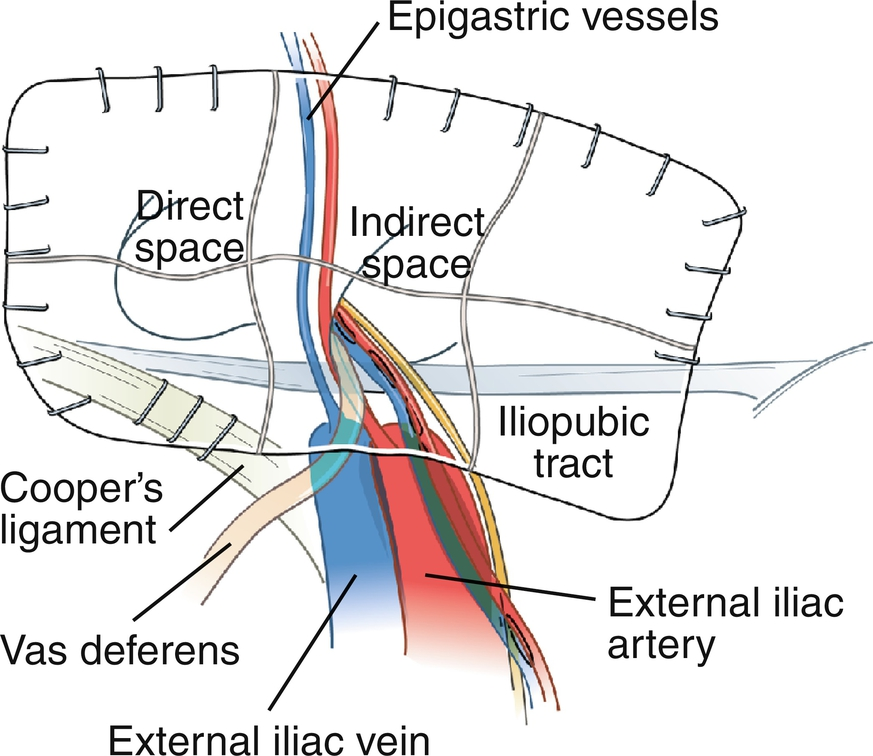 Epigastric vessels
Direct
space
Indirect
space
Iliopubic
tract
Cooper’s
ligament
Vas deferens
External iliac vein
External iliac
artery